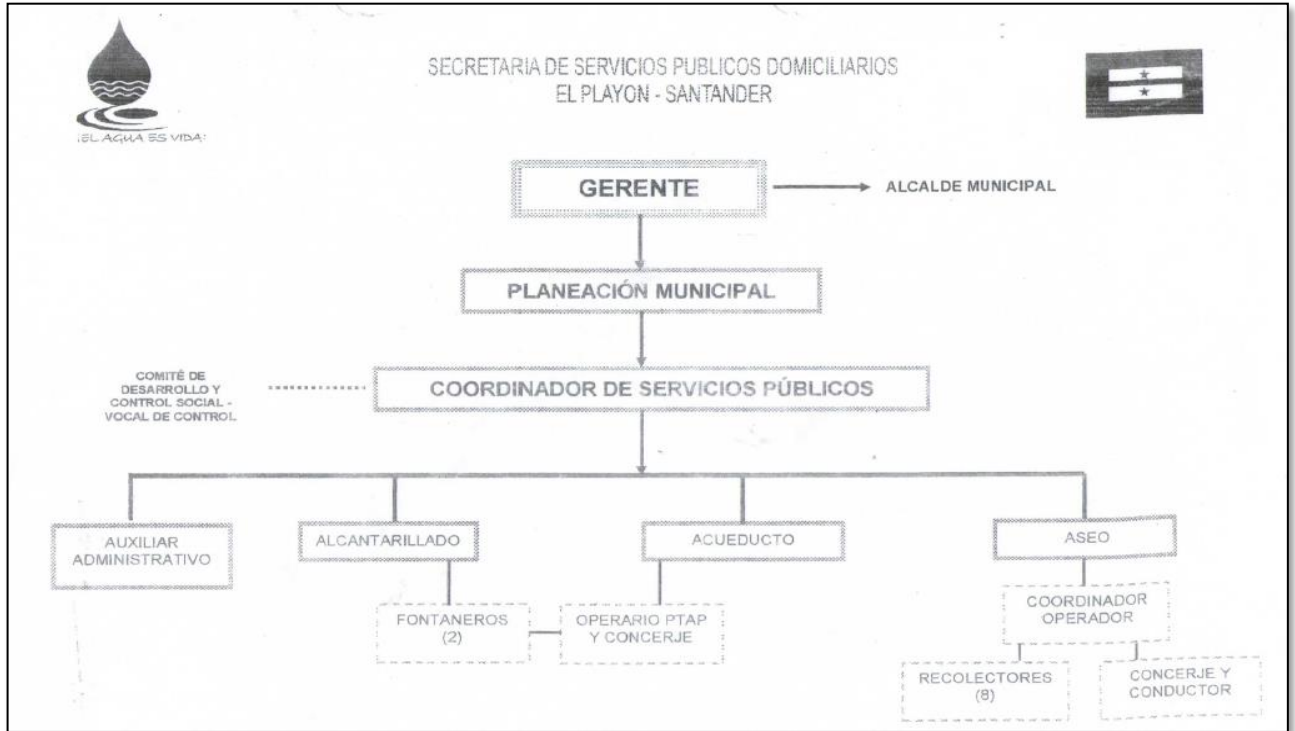 SECRETARIA DE SERVICIOS PUBLICOS DOMICILIARIOS
EL PLAYON - SANTANDER
¡EL AGUA ES VIDA!
GERENTE
ALCALDE MUNICIPAL
PLANEACIÓN MUNICIPAL
COMITÉ DE
DESARROLLO Y
CONTROL SOCIAL -
VOCAL DE CONTROL
COORDINADOR DE SERVICIOS PÚBLICOS
AUXILIAR
ADMINISTRATIVO
ALCANTARILLADO
ACUEDUCTO
ASEO
FONTANEROS
(2)
OPERARIO PTAP
Y CONCERJE
COORDINADOR
OPERADOR
RECOLECTORES
(8)
CONCERJE Y
CONDUCTOR